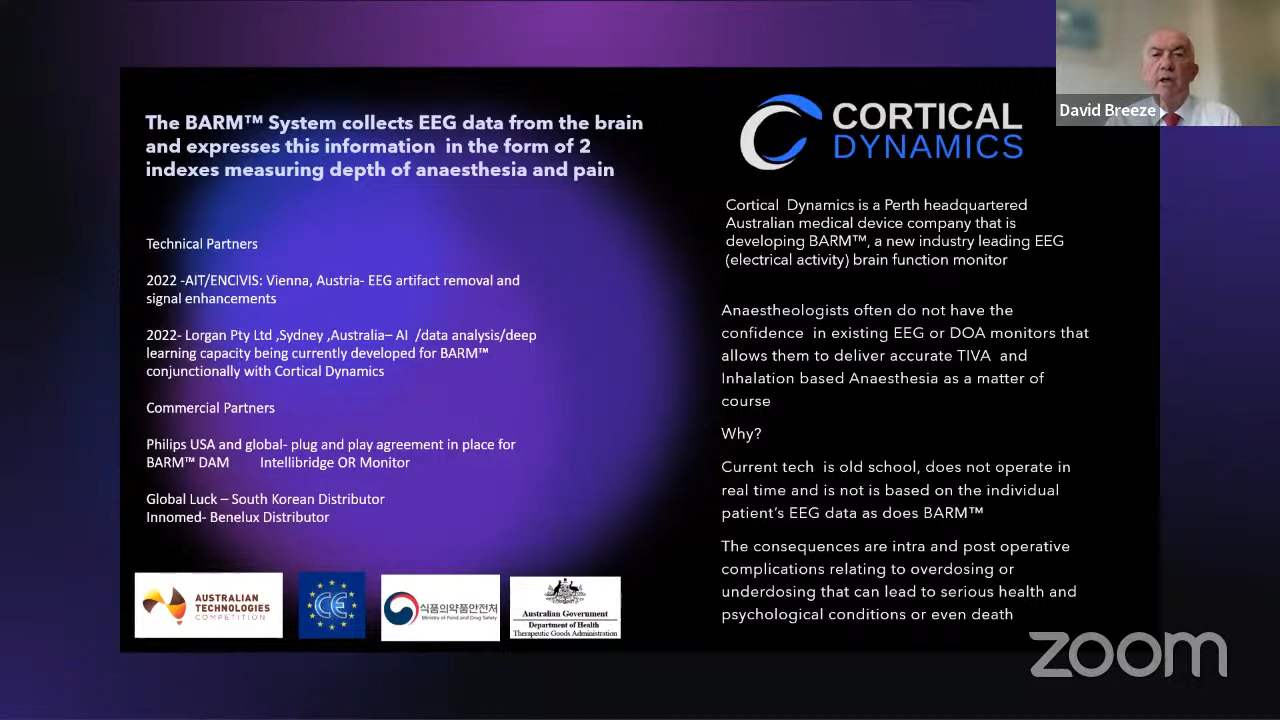 The BARM™ System collects EEG data from the brain
and expresses this information in the form of 2
indexes measuring depth of anaesthesia and pain
Technical Partners
2022 -AIT/ENCIVIS: Vienna, Austria- EEG artifact removal and
signal enhancements
2022- Lorgan Pty Ltd ,Sydney ,Australia– AI /data analysis/deep
learning capacity being currently developed for BARM™
conjunctionally with Cortical Dynamics
Commercial Partners
Philips USA and global- plug and play agreement in place for
BARM™ DAM Intellibridge OR Monitor
Global Luck – South Korean Distributor
Innomed- Benelux Distributor
AUSTRALIAN
TECHNOLOGIES
COMPETITION
CE
식품의약품안전처
Ministry of Food and Drug Safety
Australian Government
Department of Health
Therapeutic Goods Administration
CORTICAL
DYNAMICS
Cortical Dynamics is a Perth headquartered
Australian medical device company that is
developing BARM™, a new industry leading EEG
(electrical activity) brain function monitor
Anaestheologists often do not have the
confidence in existing EEG or DOA monitors that
allows them to deliver accurate TIVA and
Inhalation based Anaesthesia as a matter of
course
Why?
Current tech is old school, does not operate in
real time and is not is based on the individual
patient's EEG data as does BARM™
The consequences are intra and post operative
complications relating to overdosing or
underdosing that can lead to serious health and
psychological conditions or even death
David Breeze
zoom